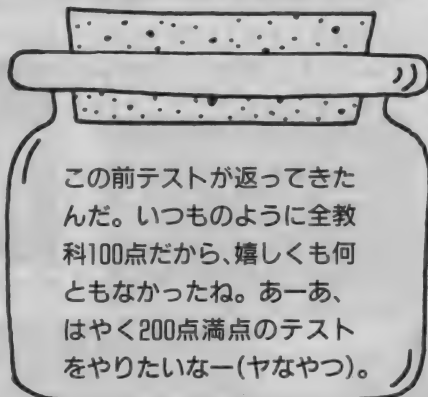 この前テストが返ってきた
んだ。いつものように全教
科100点だから、嬉しくも何
ともなかったね。あーあ、
はやく200点満点のテスト
をやりたいなー(ヤなやつ)。